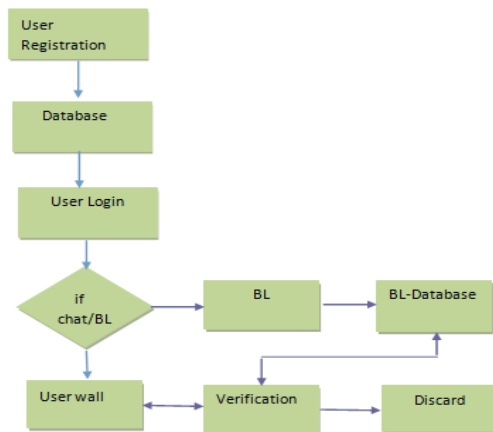 User
Registration
Database
User Login
if
chat/BL
BL
BL-Database
User wall
Verification
Discard